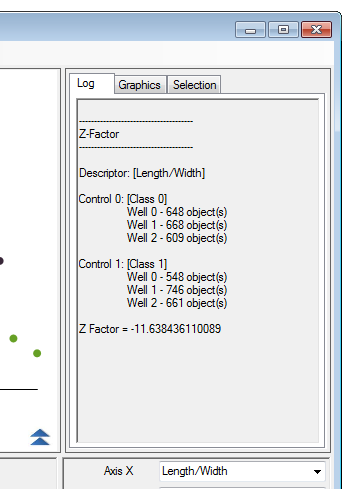 Log Graphics Selection
--------------------------------------
Z-Factor
--------------------------------------
Descriptor: [Length/Width]
Control 0: [Class 0]
Well 0 - 648 object(s)
Well 1 - 668 object(s)
Well 2 - 609 object(s)
Control 1: [Class 1]
Well 0 - 548 object(s)
Well 1 - 746 object(s)
Well 2 - 661 object(s)
Z Factor = -11.638436110089
Axis X Length/Width